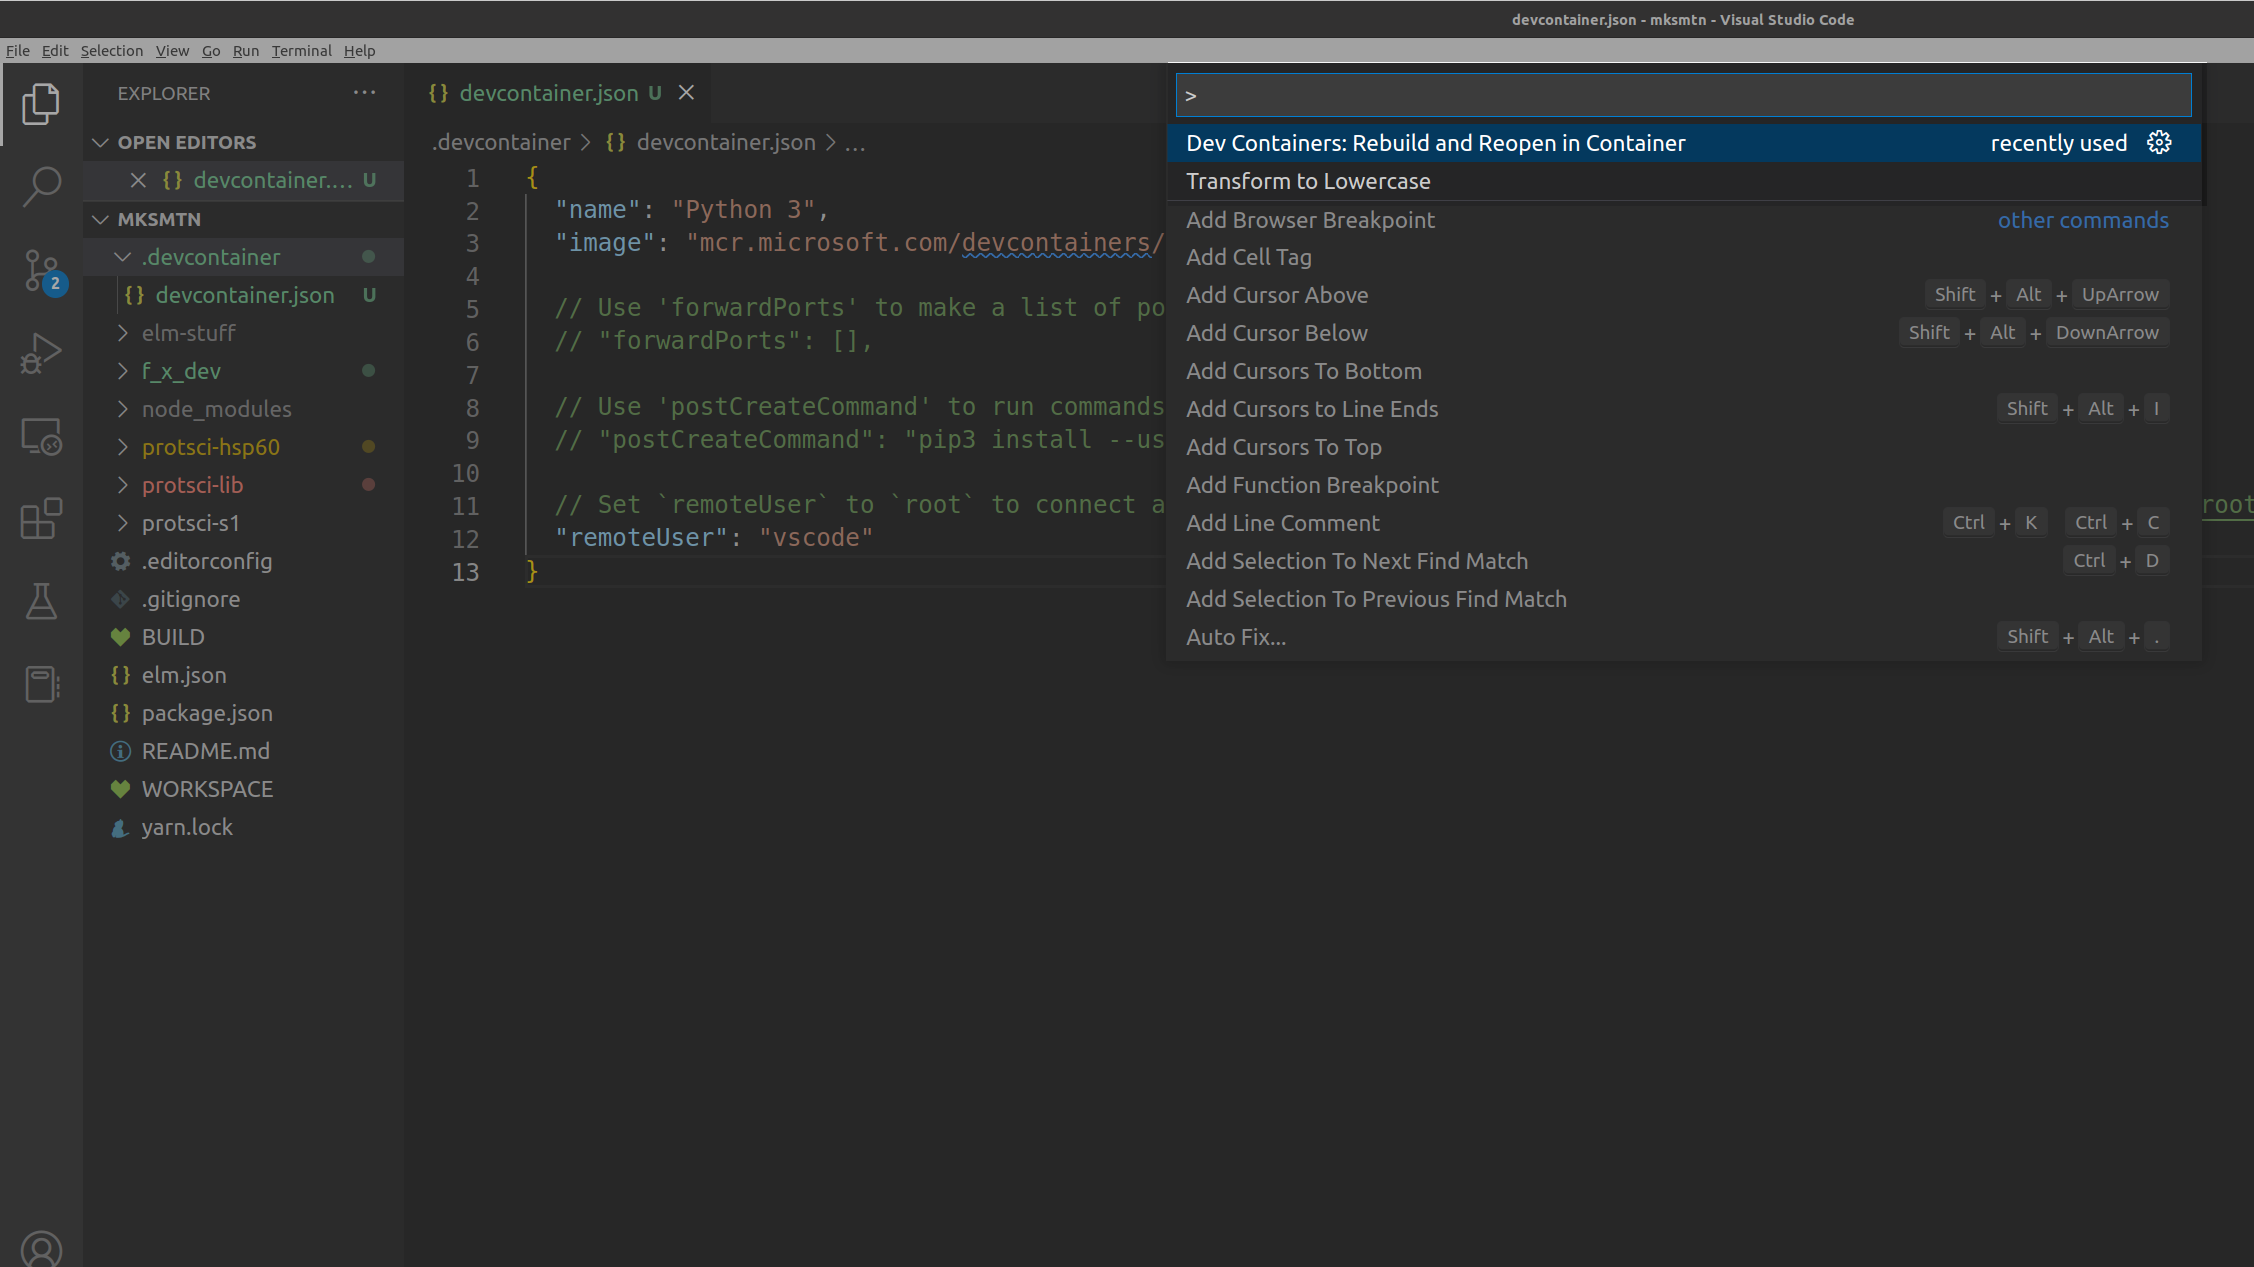 devcontainer.json - mksmtn - Visual Studio Code
File Edit Selection View Go Run Terminal Help
EXPLORER
OPEN EDITORS
devcontainer.... U
MKSMTN
.devcontainer
devcontainer.json U
elm-stuff
f_x_dev
node_modules
protsci-hsp60
protsci-lib
protsci-s1
.editorconfig
.gitignore
BUILD
elm.json
package.json
README.md
WORKSPACE
yarn.lock
2
devcontainer.json U
.devcontainer > {} devcontainer.json > ...
1 {
2 "name": "Python 3",
3 "image": "mcr.microsoft.com/devcontainers/
4
5 // Use 'forwardPorts' to make a list of po
6 // "forwardPorts": [],
7
8 // Use 'postCreateCommand' to run commands
9 // "postCreateCommand": "pip3 install --us
10
11 // Set `remoteUser` to `root` to connect a
root
12 "remoteUser": "vscode"
13 }
>
Dev Containers: Rebuild and Reopen in Container recently used
Transform to Lowercase
Add Browser Breakpoint other commands
Add Cell Tag
Add Cursor Above Shift + Alt + UpArrow
Add Cursor Below Shift + Alt + DownArrow
Add Cursors To Bottom
Add Cursors to Line Ends Shift + Alt + I
Add Cursors To Top
Add Function Breakpoint
Add Line Comment Ctrl + K Ctrl + C
Add Selection To Next Find Match Ctrl + D
Add Selection To Previous Find Match
Auto Fix... Shift + Alt + .